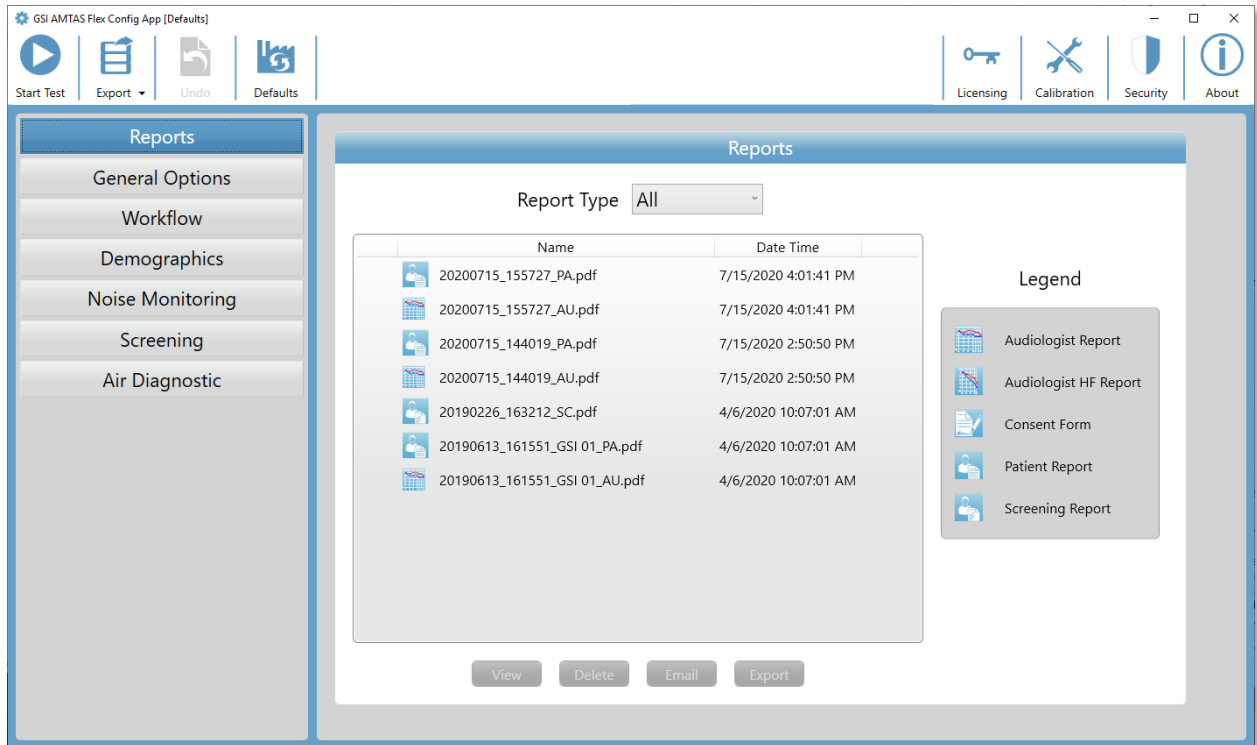 GSI AMTAS Flex Config App [Defaults]
Start Test
Export
Undo
Defaults
Licensing
Calibration
Security
About
Reports
General Options
Workflow
Demographics
Noise Monitoring
Screening
Air Diagnostic
Reports
Report Type All
Name Date Time
20200715_155727_PA.pdf 7/15/2020 4:01:41 PM
20200715_155727_AU.pdf 7/15/2020 4:01:41 PM
20200715_144019_PA.pdf 7/15/2020 2:50:50 PM
20200715_144019_AU.pdf 7/15/2020 2:50:50 PM
20190226_163212_SC.pdf 4/6/2020 10:07:01 AM
20190613_161551_GSI 01_PA.pdf 4/6/2020 10:07:01 AM
20190613_161551_GSI 01_AU.pdf 4/6/2020 10:07:01 AM
Legend
Audiologist Report
Audiologist HF Report
Consent Form
Patient Report
Screening Report
View Delete Email Export